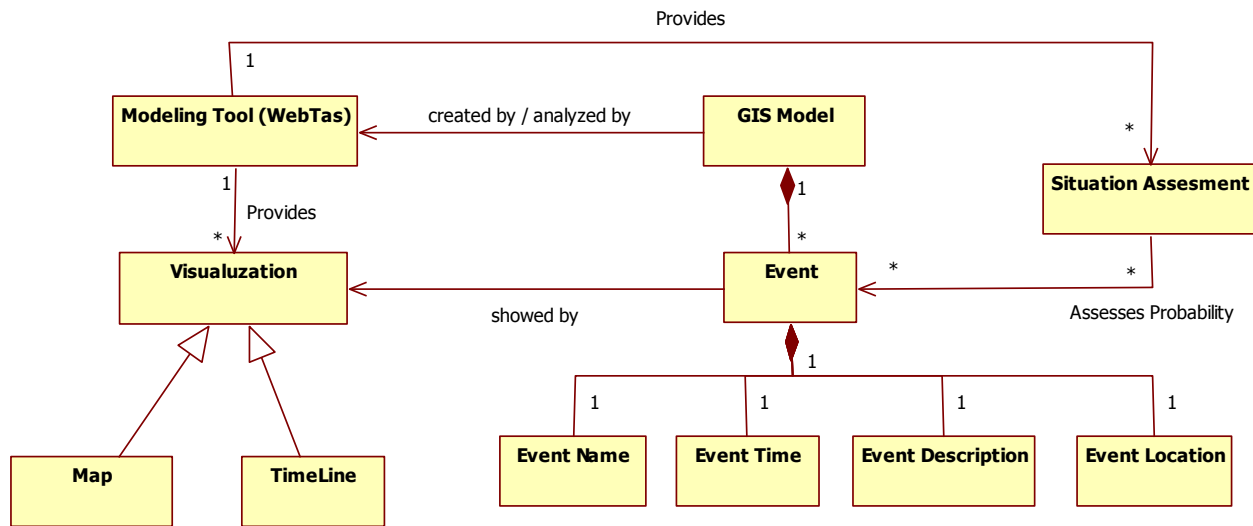 Provides
1
Modeling Tool (WebTas)
created by / analyzed by
GIS Model
*
Situation Assesment
1
1
Provides
*
*
Visualuzation
Event
*
*
showed by
Assesses Probability
1
1
1
1
1
Map
TimeLine
Event Name
Event Time
Event Description
Event Location